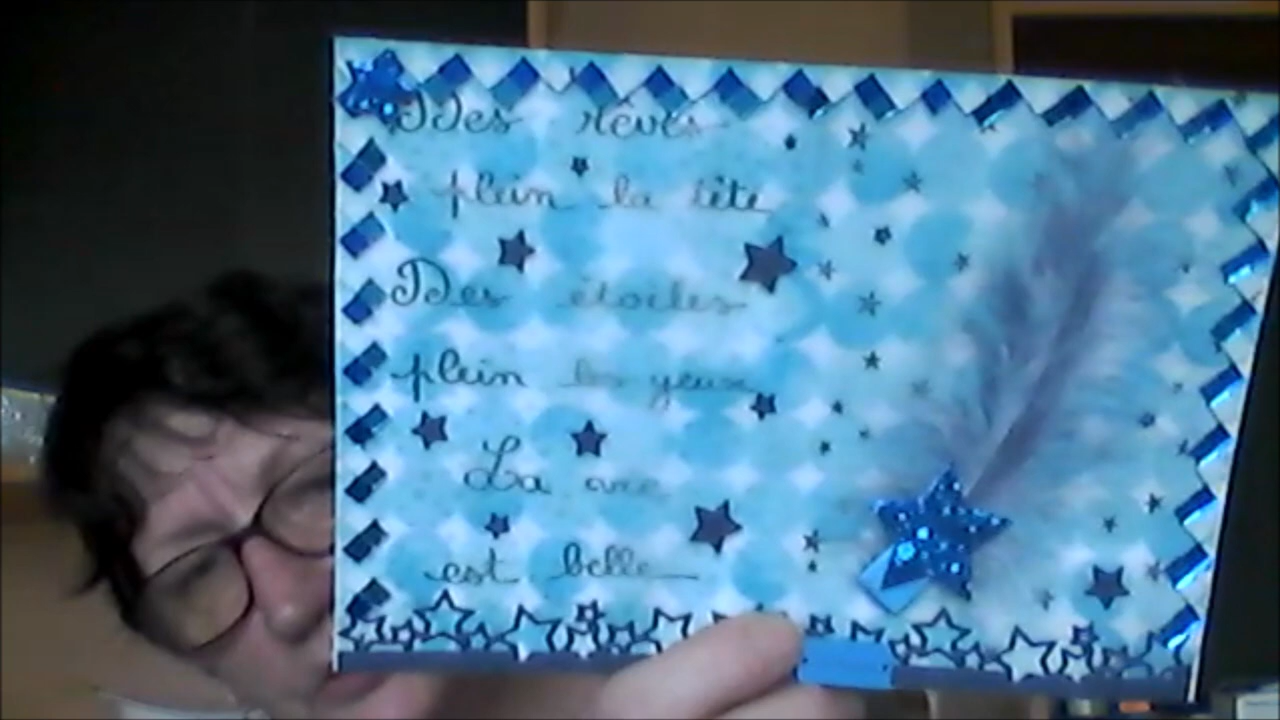 Des rêves
plein la tête
Des étoiles
plein les yeux
La vie
est belle